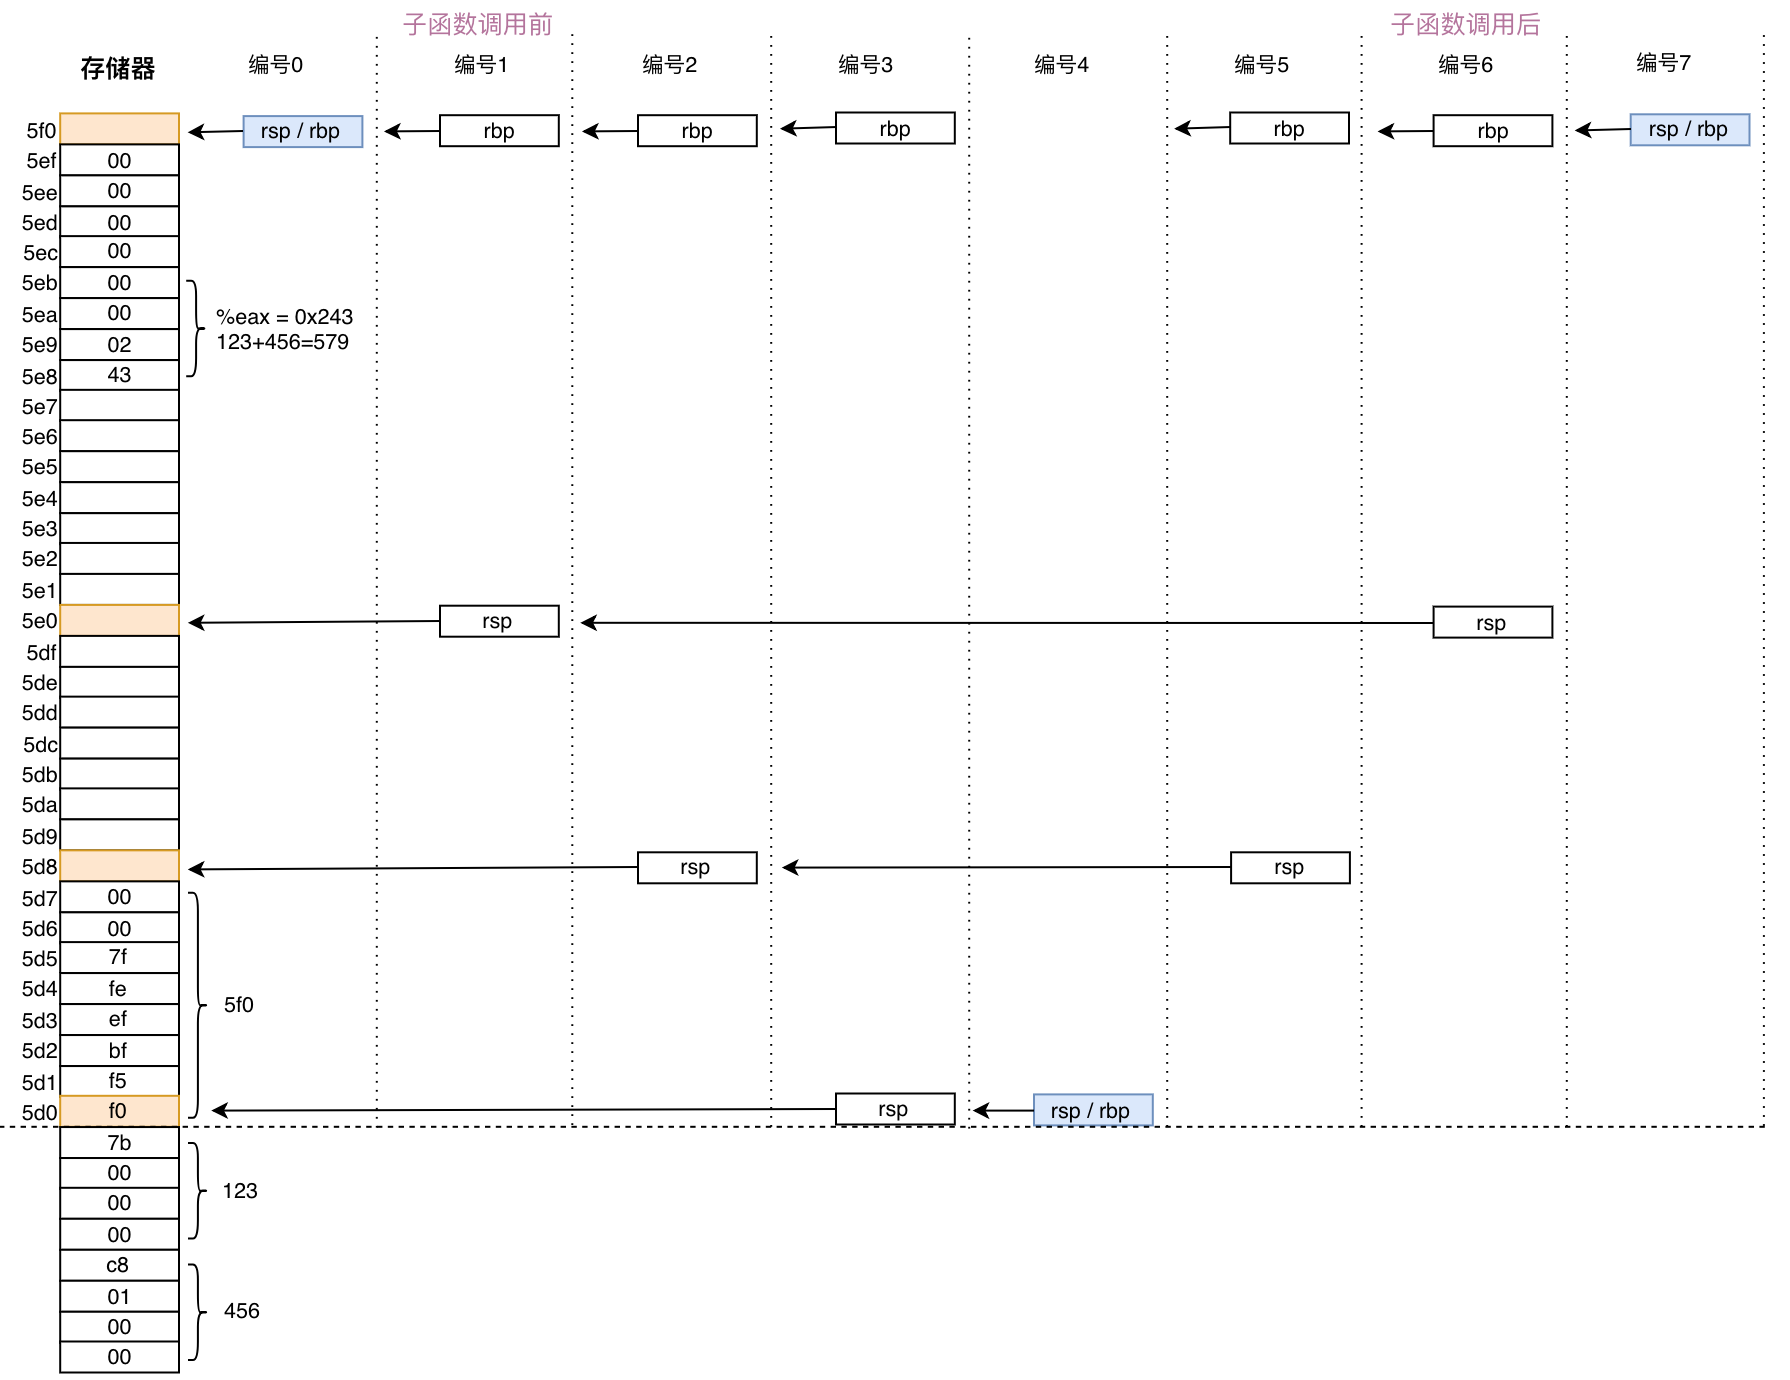 子函数调用前 子函数调用后
存储器 编号0 编号1 编号2 编号3 编号4 编号5 编号6 编号7
5f0 rsp / rbp rbp rbp rbp rbp rbp rsp / rbp
5ef 00
5ee 00
5ed 00
5ec 00
5eb 00
5ea 00 %eax = 0x243
5e9 02 123+456=579
5e8 43
5e7
5e6
5e5
5e4
5e3
5e2
5e1
5e0 rsp rsp
5df
5de
5dd
5dc
5db
5da
5d9
5d8 rsp rsp
5d7 00
5d6 00
5d5 7f
5d4 fe 5f0
5d3 ef
5d2 bf
5d1 f5
5d0 f0 rsp rsp / rbp
7b
00 123
00
00
c8
01 456
00
00